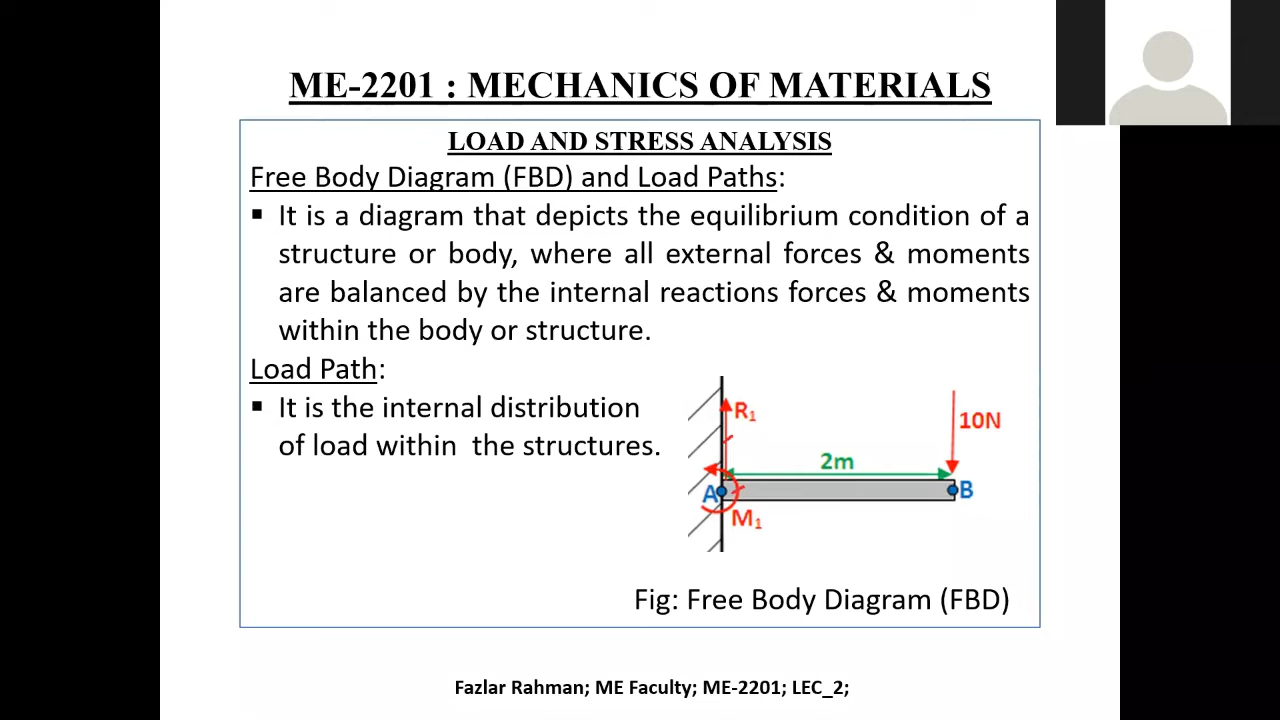 ME-2201 : MECHANICS OF MATERIALS
LOAD AND STRESS ANALYSIS
Free Body Diagram (FBD) and Load Paths:
▪ It is a diagram that depicts the equilibrium condition of a
structure or body, where all external forces & moments
are balanced by the internal reactions forces & moments
within the body or structure.
Load Path:
▪ It is the internal distribution
of load within the structures.
R₁
10N
2m
A
B
M₁
Fig: Free Body Diagram (FBD)
Fazlar Rahman; ME Faculty; ME-2201; LEC_2;